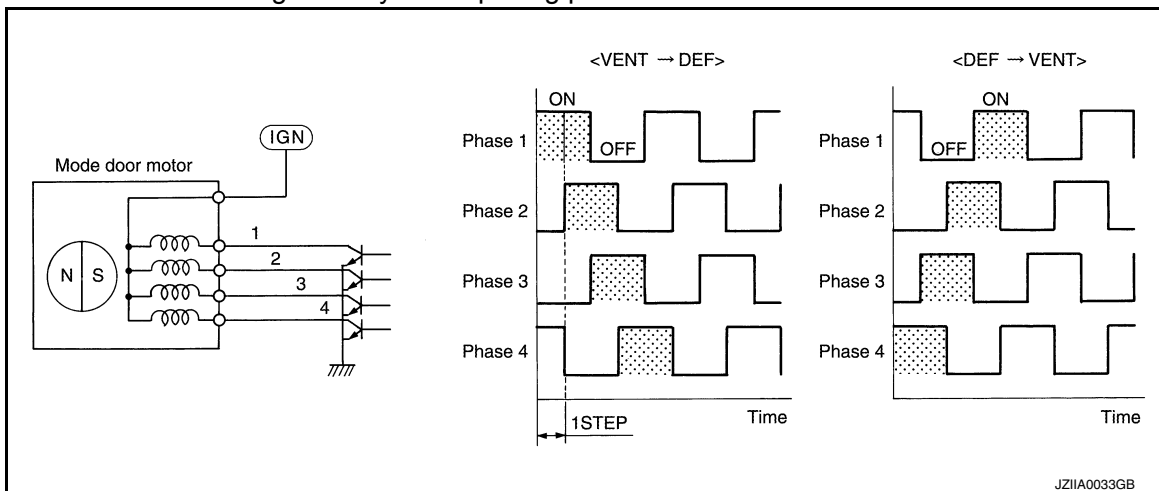 <VENT → DEF>
<DEF → VENT>
Mode door motor
IGN
N S
1
2
3
4
ON
Phase 1
OFF
Phase 2
Phase 3
Phase 4
1STEP
Time
ON
Phase 1
OFF
Phase 2
Phase 3
Phase 4
Time
JZIIA0033GB